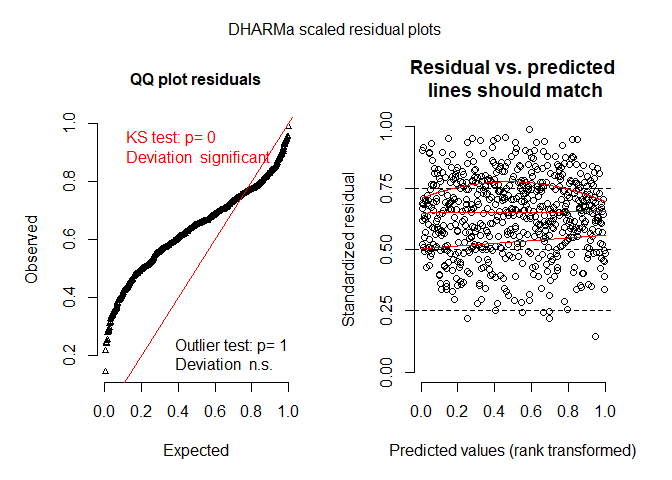 DHARMa scaled residual plots
QQ plot residuals
KS test: p= 0
Deviation significant
Outlier test: p= 1
Deviation n.s.
Observed
0.2 0.4 0.6 0.8 1.0
0.0 0.2 0.4 0.6 0.8 1.0
Expected
Residual vs. predicted
lines should match
Standardized residual
0.00 0.25 0.50 0.75 1.00
0.0 0.2 0.4 0.6 0.8 1.0
Predicted values (rank transformed)